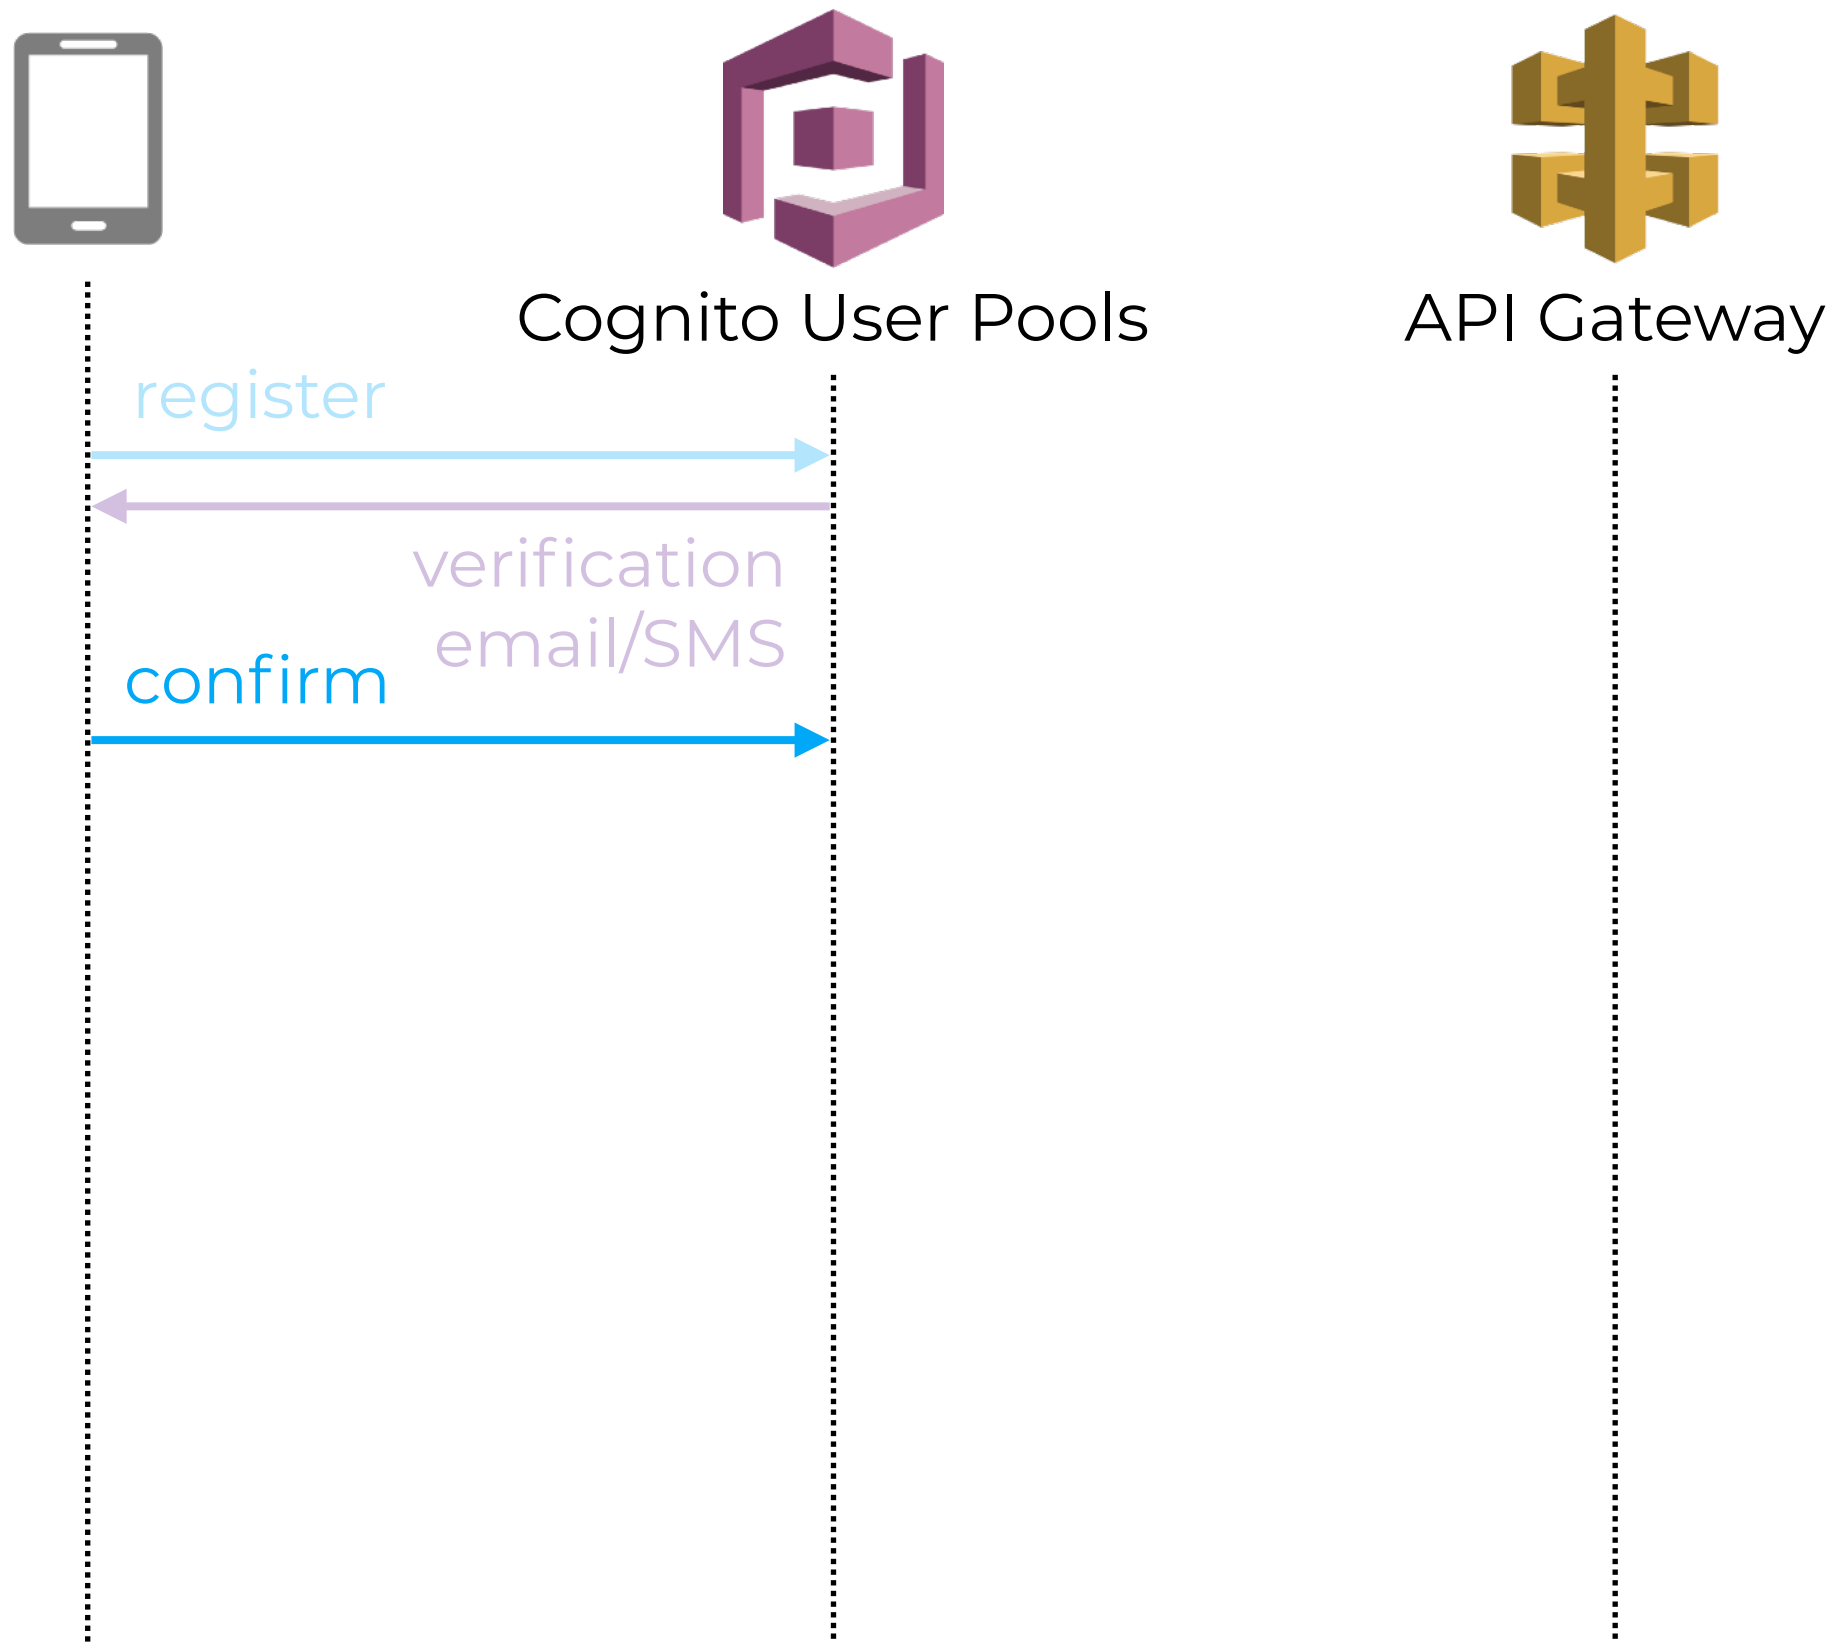 Cognito User Pools
API Gateway
register
verification
email/SMS
confirm